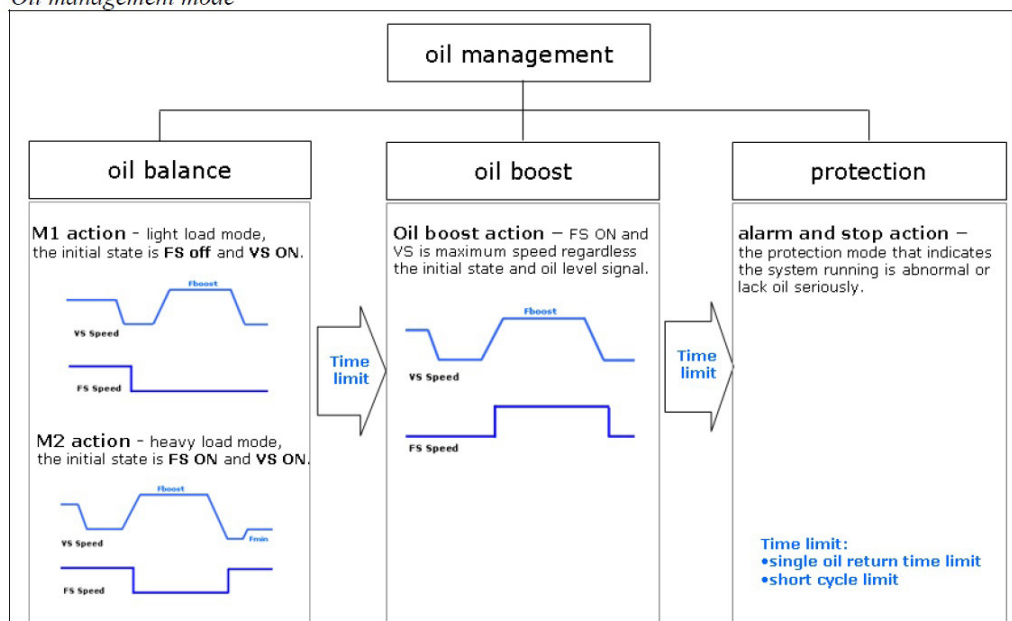 Oil management mode
oil management
oil balance
M1 action - light load mode,
the initial state is FS off and VS ON.
Fboost
VS Speed
FS Speed
M2 action - heavy load mode,
the initial state is FS ON and VS ON.
Fboost
VS Speed
Fmin
FS Speed
Time
limit
oil boost
Oil boost action – FS ON and
VS is maximum speed regardless
the initial state and oil level signal.
Fboost
VS Speed
FS Speed
Time
limit
protection
alarm and stop action –
the protection mode that indicates
the system running is abnormal or
lack oil seriously.
Time limit:
•single oil return time limit
•short cycle limit